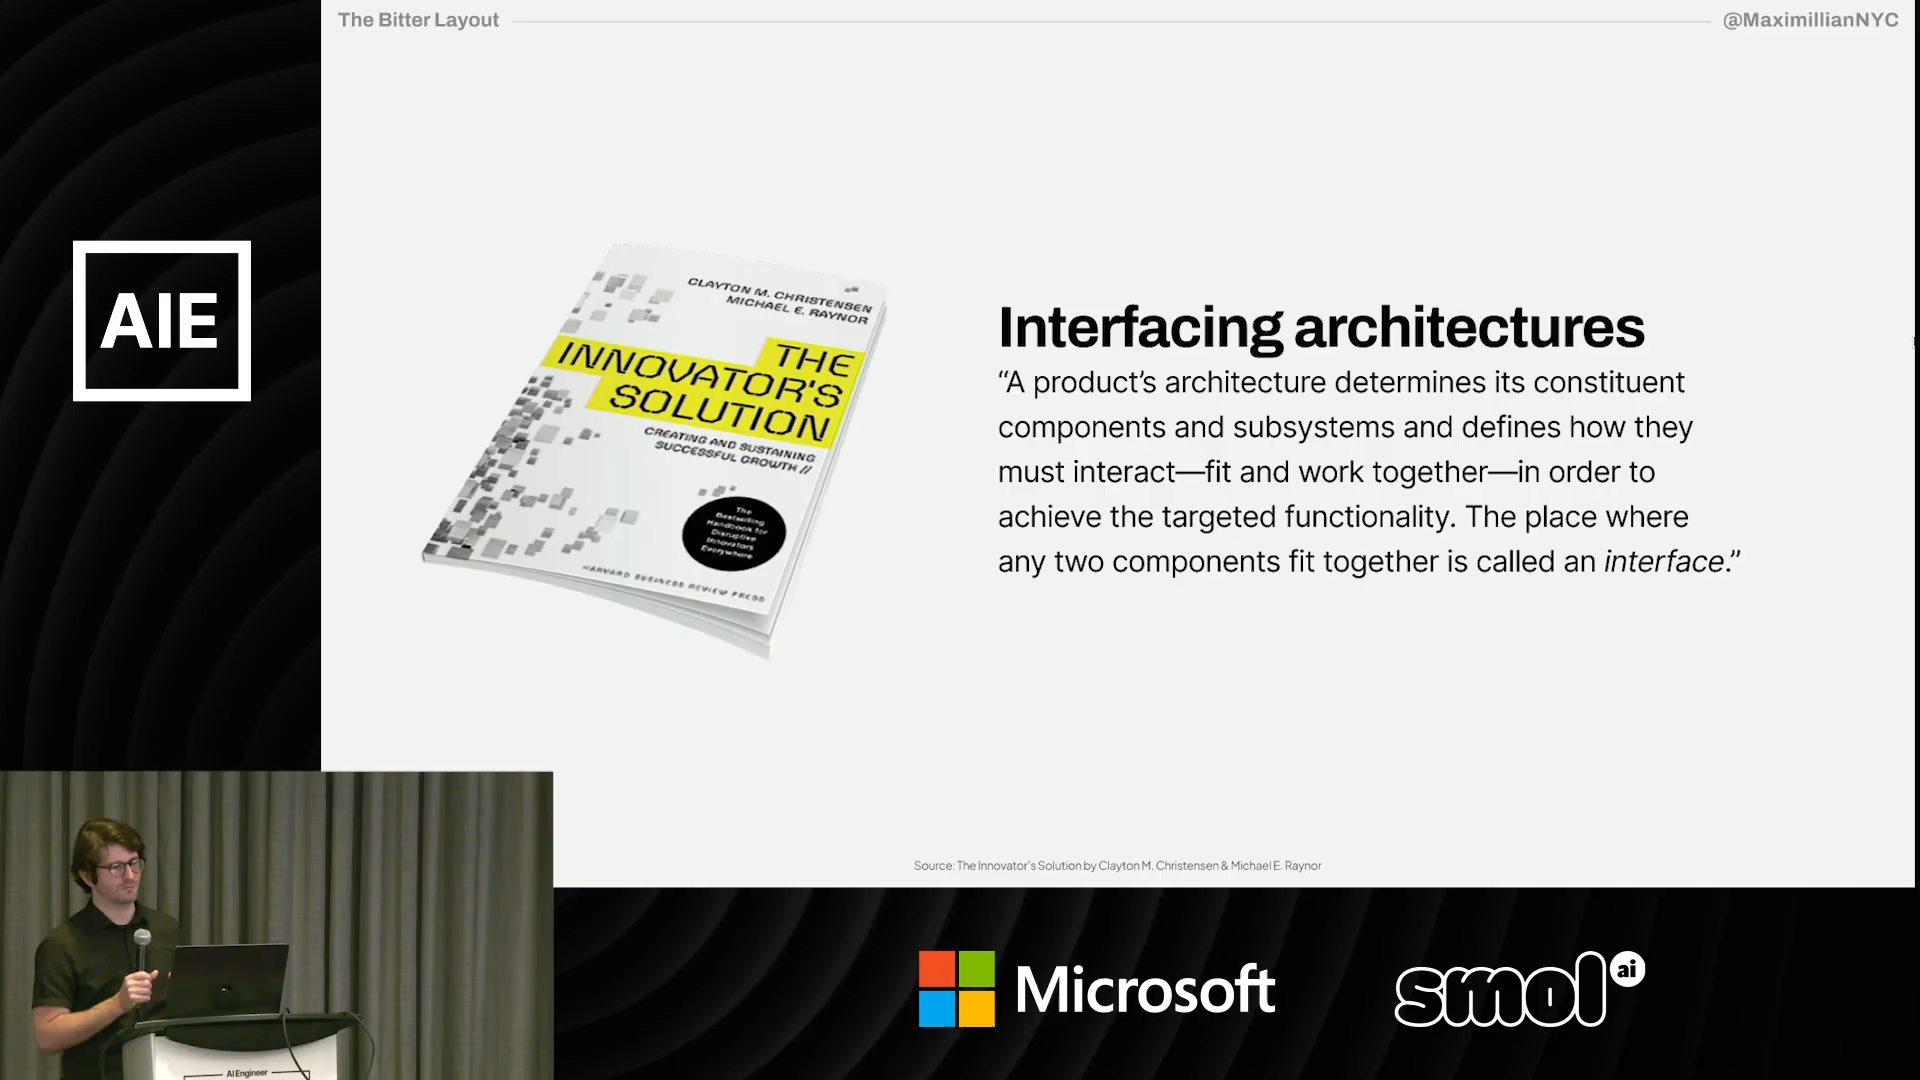 The Bitter Layout
@MaximillianNYC
AIE
CLAYTON M. CHRISTENSEN
MICHAEL E. RAYNOR
THE
INNOVATOR'S
SOLUTION
CREATING AND SUSTAINING
SUCCESSFUL GROWTH //
The
Bestselling
Handbook for
Disruptive
Innovators
Everywhere
HARVARD BUSINESS REVIEW PRESS
Interfacing architectures
“A product’s architecture determines its constituent
components and subsystems and defines how they
must interact—fit and work together—in order to
achieve the targeted functionality. The place where
any two components fit together is called an interface.”
Source: The Innovator’s Solution by Clayton M. Christensen & Michael E. Raynor
AI Engineer
Microsoft
smol ai